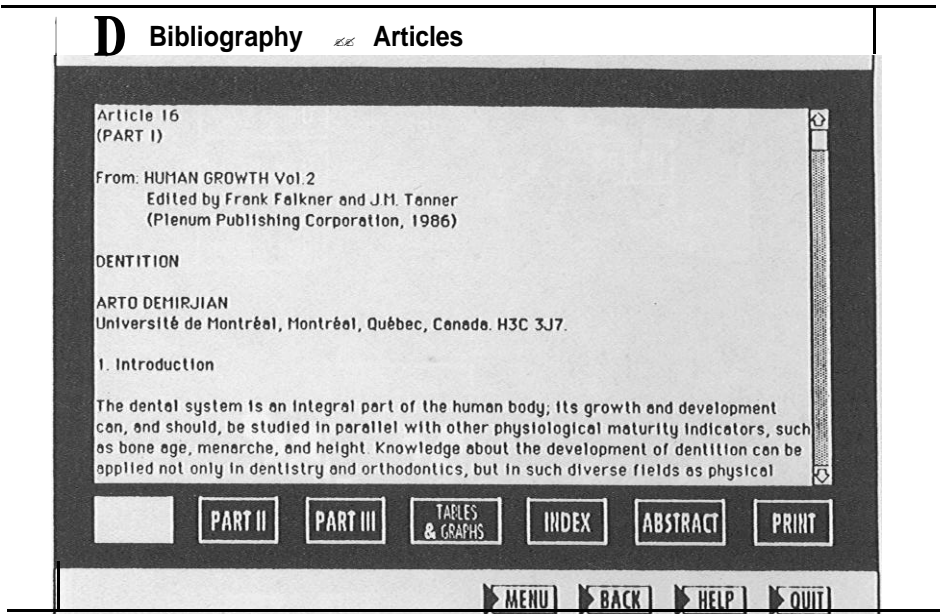 D Bibliography Articles
Article 16
(PART I)
From: HUMAN GROWTH Vol.2
Edited by Frank Falkner and J.M. Tanner
(Plenum Publishing Corporation, 1986)
DENTITION
ARTO DEMIRJIAN
Université de Montréal, Montréal, Québec, Canada. H3C 3J7.
1. Introduction
The dental system is an integral part of the human body; its growth and development
can, and should, be studied in parallel with other physiological maturity indicators, such
as bone age, menarche, and height. Knowledge about the development of dentition can be
applied not only in dentistry and orthodontics, but in such diverse fields as physical
PART II PART III TABLES & GRAPHS INDEX ABSTRACT PRINT
MENU BACK HELP QUIT